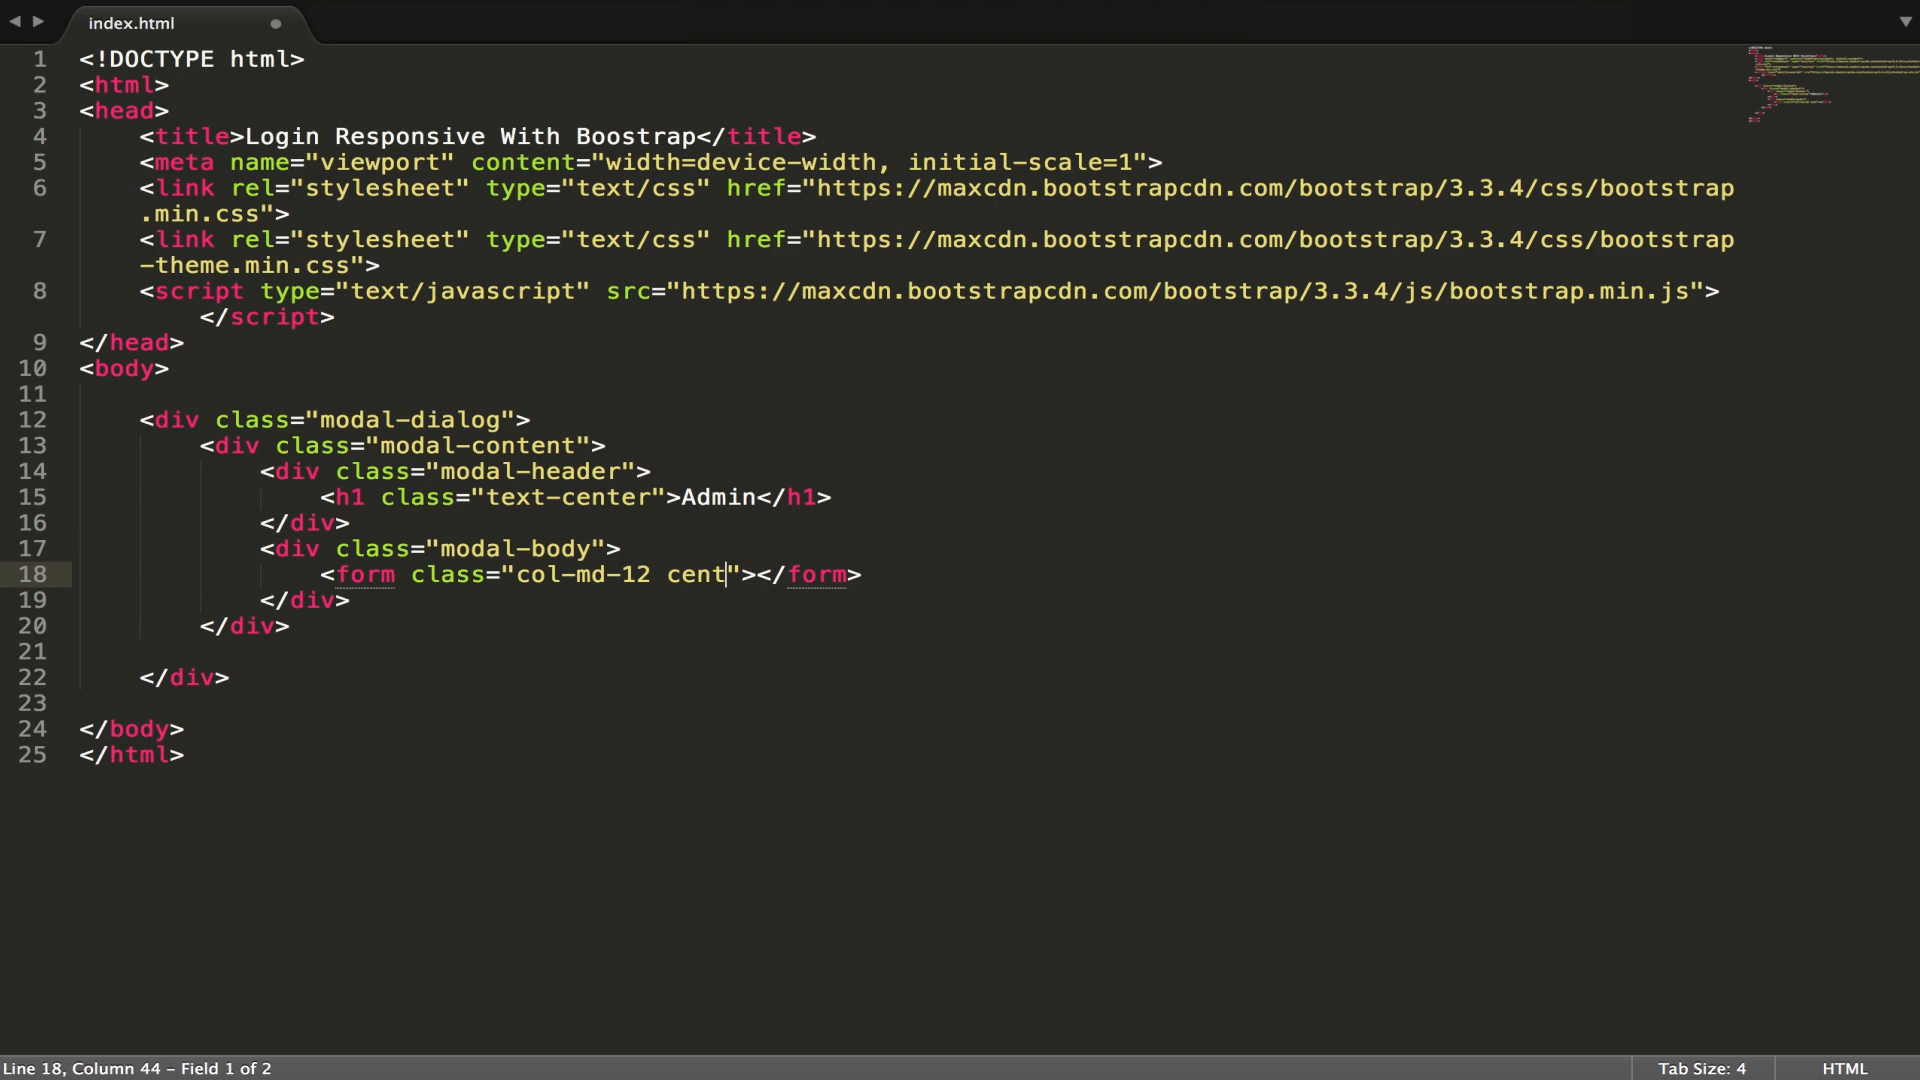 index.html
1 <!DOCTYPE html>
2 <html>
3 <head>
4 <title>Login Responsive With Boostrap</title>
5 <meta name="viewport" content="width=device-width, initial-scale=1">
6 <link rel="stylesheet" type="text/css" href="https://maxcdn.bootstrapcdn.com/bootstrap/3.3.4/css/bootstrap
.min.css">
7 <link rel="stylesheet" type="text/css" href="https://maxcdn.bootstrapcdn.com/bootstrap/3.3.4/css/bootstrap
-theme.min.css">
8 <script type="text/javascript" src="https://maxcdn.bootstrapcdn.com/bootstrap/3.3.4/js/bootstrap.min.js">
</script>
9 </head>
10 <body>
11
12 <div class="modal-dialog">
13 <div class="modal-content">
14 <div class="modal-header">
15 <h1 class="text-center">Admin</h1>
16 </div>
17 <div class="modal-body">
18 <form class="col-md-12 cent"></form>
19 </div>
20 </div>
21
22 </div>
23
24 </body>
25 </html>
Line 18, Column 44 – Field 1 of 2
Tab Size: 4
HTML